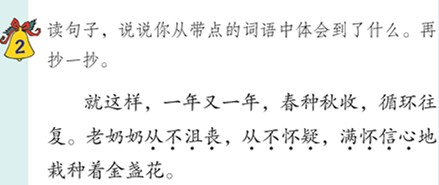 2
读句子，说说你从带点的词语中体会到了什么。再
抄一抄。
就这样，一年又一年，春种秋收，循环往
复。老奶奶从不沮丧，从不怀疑，满怀信心地
栽种着金盏花。